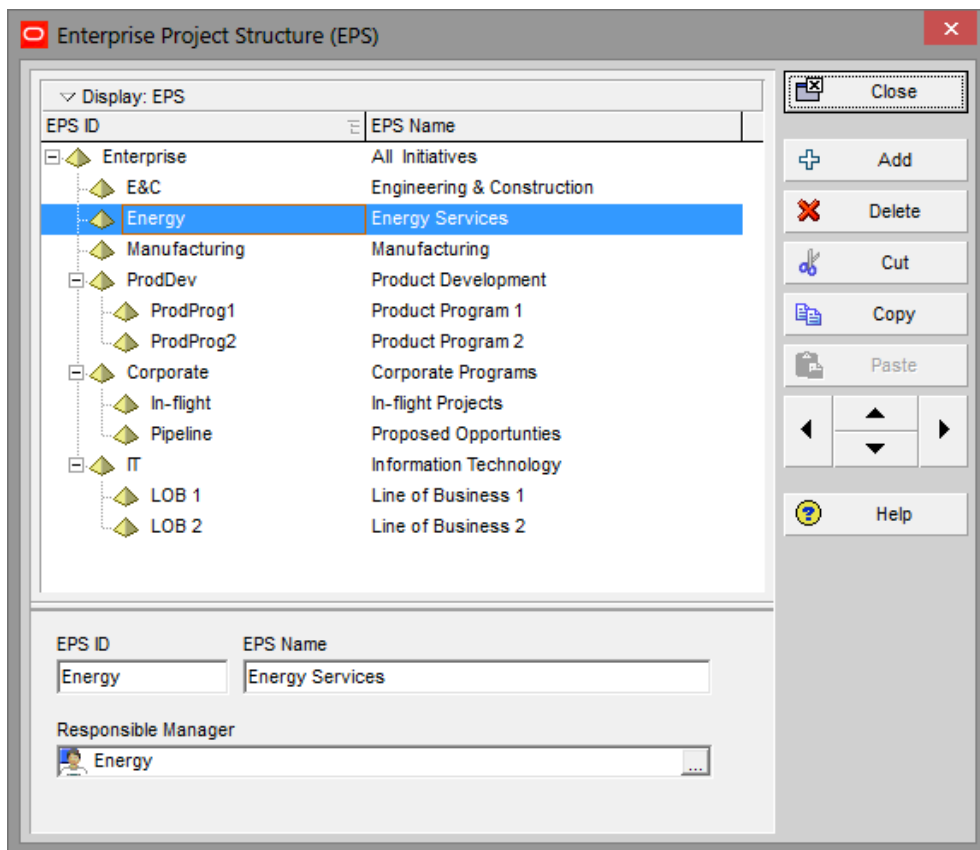 Enterprise Project Structure (EPS)
Display: EPS
EPS ID EPS Name
Enterprise All Initiatives
E&C Engineering & Construction
Energy Energy Services
Manufacturing Manufacturing
ProdDev Product Development
ProdProg1 Product Program 1
ProdProg2 Product Program 2
Corporate Corporate Programs
In-flight In-flight Projects
Pipeline Proposed Opportunties
IT Information Technology
LOB 1 Line of Business 1
LOB 2 Line of Business 2
Close
Add
Delete
Cut
Copy
Paste
Help
EPS ID EPS Name
Energy Energy Services
Responsible Manager
Energy ...